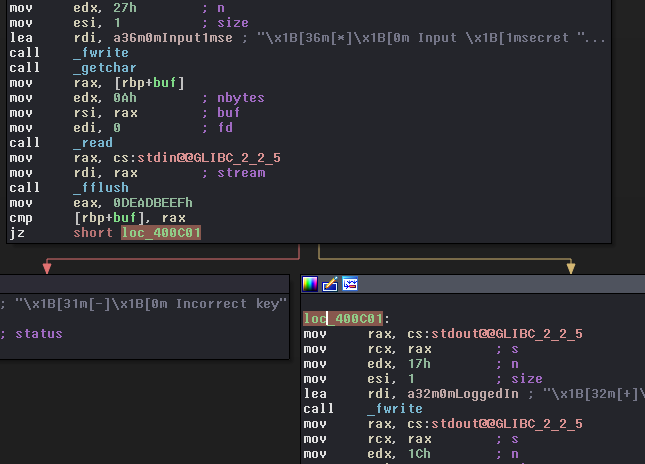 mov edx, 27h ; n
mov esi, 1 ; size
lea rdi, a36m0mInput1mse ; "\x1B[36m[*]\x1B[0m Input \x1B[1msecret "...
call _fwrite
call _getchar
mov rax, [rbp+buf]
mov edx, 0Ah ; nbytes
mov rsi, rax ; buf
mov edi, 0 ; fd
call _read
mov rax, cs:stdin@@GLIBC_2_2_5
mov rdi, rax ; stream
call _fflush
mov eax, 0DEADBEEFh
cmp [rbp+buf], rax
jz short loc_400C01
; "\x1B[31m[-]\x1B[0m Incorrect key"
; status
loc_400C01:
mov rax, cs:stdout@@GLIBC_2_2_5
mov rcx, rax ; s
mov edx, 17h ; n
mov esi, 1 ; size
lea rdi, a32m0mLoggedIn ; "\x1B[32m[+]\
call _fwrite
mov rax, cs:stdout@@GLIBC_2_2_5
mov rcx, rax ; s
mov edx, 1Ch ; n